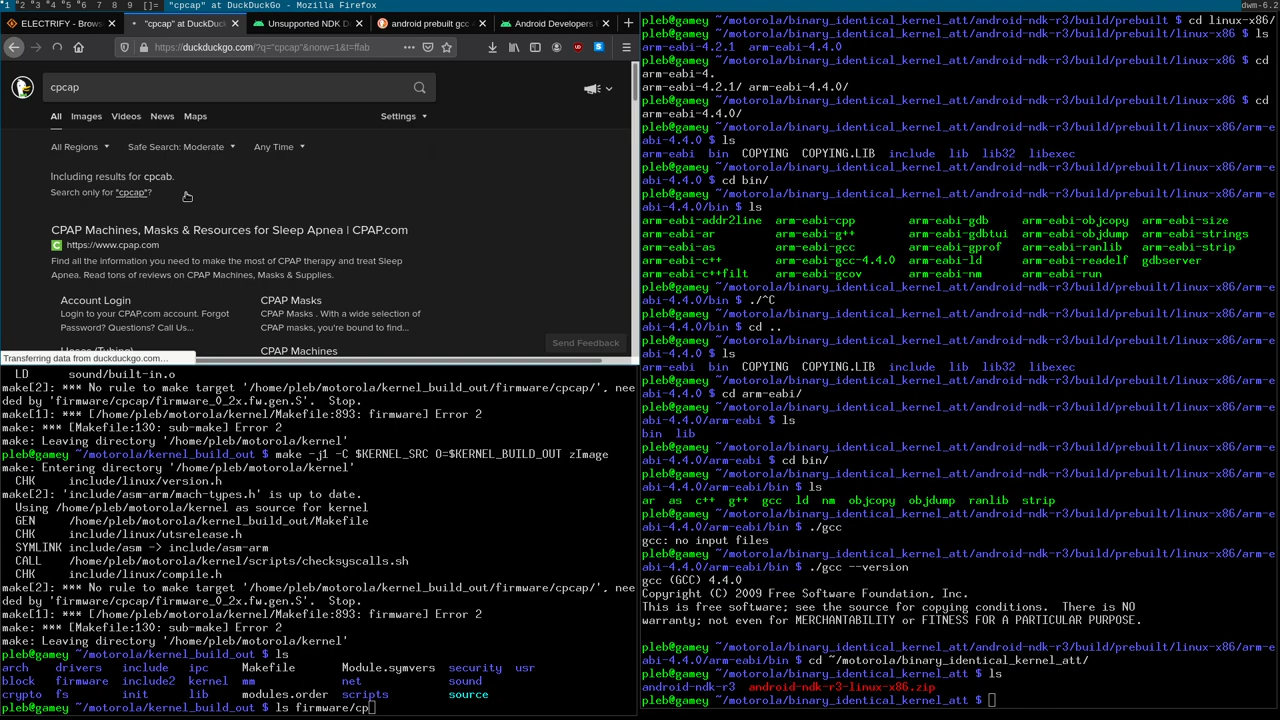 1 2 3 4 5 6 7 8 9 []= "cpcap" at DuckDuckGo - Mozilla Firefox
dwm-6.2
ELECTRIFY - Brows
"cpcap" at DuckDu
Unsupported NDK D
android prebuilt gcc 4
Android Developers B
https://duckduckgo.com/?q="cpcap"&norw=1&t=ffab
cpcap
All Images Videos News Maps Settings
All Regions Safe Search: Moderate Any Time
Including results for cpcab.
Search only for "cpcap"?
CPAP Machines, Masks & Resources for Sleep Apnea | CPAP.com
https://www.cpap.com
Find all the information you need to make the most of CPAP therapy and treat Sleep
Apnea. Read tons of reviews on CPAP Machines, Masks & Supplies.
Account Login
Login to your CPAP.com account. Forgot
Password? Questions? Call Us...
CPAP Masks
CPAP Masks . With a wide selection of
CPAP masks, you're bound to find...
CPAP Machines
Send Feedback
Transferring data from duckduckgo.com…
LD sound/built-in.o
make[2]: *** No rule to make target '/home/pleb/motorola/kernel_build_out/firmware/cpcap/', nee
ded by 'firmware/cpcap/firmware_0_2x.fw.gen.S'. Stop.
make[1]: *** [/home/pleb/motorola/kernel/Makefile:893: firmware] Error 2
make: *** [Makefile:130: sub-make] Error 2
make: Leaving directory '/home/pleb/motorola/kernel'
pleb@gamey ~/motorola/kernel_build_out $ make -j1 -C $KERNEL_SRC O=$KERNEL_BUILD_OUT zImage
make: Entering directory '/home/pleb/motorola/kernel'
CHK include/linux/version.h
make[2]: 'include/asm-arm/mach-types.h' is up to date.
Using /home/pleb/motorola/kernel as source for kernel
GEN /home/pleb/motorola/kernel_build_out/Makefile
CHK include/linux/utsrelease.h
SYMLINK include/asm -> include/asm-arm
CALL /home/pleb/motorola/kernel/scripts/checksyscalls.sh
CHK include/linux/compile.h
make[2]: *** No rule to make target '/home/pleb/motorola/kernel_build_out/firmware/cpcap/', nee
ded by 'firmware/cpcap/firmware_0_2x.fw.gen.S'. Stop.
make[1]: *** [/home/pleb/motorola/kernel/Makefile:893: firmware] Error 2
make: *** [Makefile:130: sub-make] Error 2
make: Leaving directory '/home/pleb/motorola/kernel'
pleb@gamey ~/motorola/kernel_build_out $ ls
arch drivers include ipc Makefile Module.symvers security usr
block firmware include2 kernel mm net sound
crypto fs init lib modules.order scripts source
pleb@gamey ~/motorola/kernel_build_out $ ls firmware/cp
pleb@gamey ~/motorola/binary_identical_kernel_att/android-ndk-r3/build/prebuilt $ cd linux-x86/
pleb@gamey ~/motorola/binary_identical_kernel_att/android-ndk-r3/build/prebuilt/linux-x86 $ ls
arm-eabi-4.2.1 arm-eabi-4.4.0
pleb@gamey ~/motorola/binary_identical_kernel_att/android-ndk-r3/build/prebuilt/linux-x86 $ cd
arm-eabi-4.
arm-eabi-4.2.1/ arm-eabi-4.4.0/
pleb@gamey ~/motorola/binary_identical_kernel_att/android-ndk-r3/build/prebuilt/linux-x86 $ cd
arm-eabi-4.4.0/
pleb@gamey ~/motorola/binary_identical_kernel_att/android-ndk-r3/build/prebuilt/linux-x86/arm-e
abi-4.4.0 $ ls
arm-eabi bin COPYING COPYING.LIB include lib lib32 libexec
pleb@gamey ~/motorola/binary_identical_kernel_att/android-ndk-r3/build/prebuilt/linux-x86/arm-e
abi-4.4.0 $ cd bin/
pleb@gamey ~/motorola/binary_identical_kernel_att/android-ndk-r3/build/prebuilt/linux-x86/arm-e
abi-4.4.0/bin $ ls
arm-eabi-addr2line arm-eabi-cpp arm-eabi-gdb arm-eabi-objcopy arm-eabi-size
arm-eabi-ar arm-eabi-g++ arm-eabi-gdbtui arm-eabi-objdump arm-eabi-strings
arm-eabi-as arm-eabi-gcc arm-eabi-gprof arm-eabi-ranlib arm-eabi-strip
arm-eabi-c++ arm-eabi-gcc-4.4.0 arm-eabi-ld arm-eabi-readelf gdbserver
arm-eabi-c++filt arm-eabi-gcov arm-eabi-nm arm-eabi-run
pleb@gamey ~/motorola/binary_identical_kernel_att/android-ndk-r3/build/prebuilt/linux-x86/arm-e
abi-4.4.0/bin $ ./^C
pleb@gamey ~/motorola/binary_identical_kernel_att/android-ndk-r3/build/prebuilt/linux-x86/arm-e
abi-4.4.0/bin $ cd ..
pleb@gamey ~/motorola/binary_identical_kernel_att/android-ndk-r3/build/prebuilt/linux-x86/arm-e
abi-4.4.0 $ ls
arm-eabi bin COPYING COPYING.LIB include lib lib32 libexec
pleb@gamey ~/motorola/binary_identical_kernel_att/android-ndk-r3/build/prebuilt/linux-x86/arm-e
abi-4.4.0 $ cd arm-eabi/
pleb@gamey ~/motorola/binary_identical_kernel_att/android-ndk-r3/build/prebuilt/linux-x86/arm-e
abi-4.4.0/arm-eabi $ ls
bin lib
pleb@gamey ~/motorola/binary_identical_kernel_att/android-ndk-r3/build/prebuilt/linux-x86/arm-e
abi-4.4.0/arm-eabi $ cd bin/
pleb@gamey ~/motorola/binary_identical_kernel_att/android-ndk-r3/build/prebuilt/linux-x86/arm-e
abi-4.4.0/arm-eabi/bin $ ls
ar as c++ g++ gcc ld nm objcopy objdump ranlib strip
pleb@gamey ~/motorola/binary_identical_kernel_att/android-ndk-r3/build/prebuilt/linux-x86/arm-e
abi-4.4.0/arm-eabi/bin $ ./gcc
gcc: no input files
pleb@gamey ~/motorola/binary_identical_kernel_att/android-ndk-r3/build/prebuilt/linux-x86/arm-e
abi-4.4.0/arm-eabi/bin $ ./gcc --version
gcc (GCC) 4.4.0
Copyright (C) 2009 Free Software Foundation, Inc.
This is free software; see the source for copying conditions. There is NO
warranty; not even for MERCHANTABILITY or FITNESS FOR A PARTICULAR PURPOSE.
pleb@gamey ~/motorola/binary_identical_kernel_att/android-ndk-r3/build/prebuilt/linux-x86/arm-e
abi-4.4.0/arm-eabi/bin $ cd ~/motorola/binary_identical_kernel_att/
pleb@gamey ~/motorola/binary_identical_kernel_att $ ls
android-ndk-r3 android-ndk-r3-linux-x86.zip
pleb@gamey ~/motorola/binary_identical_kernel_att $